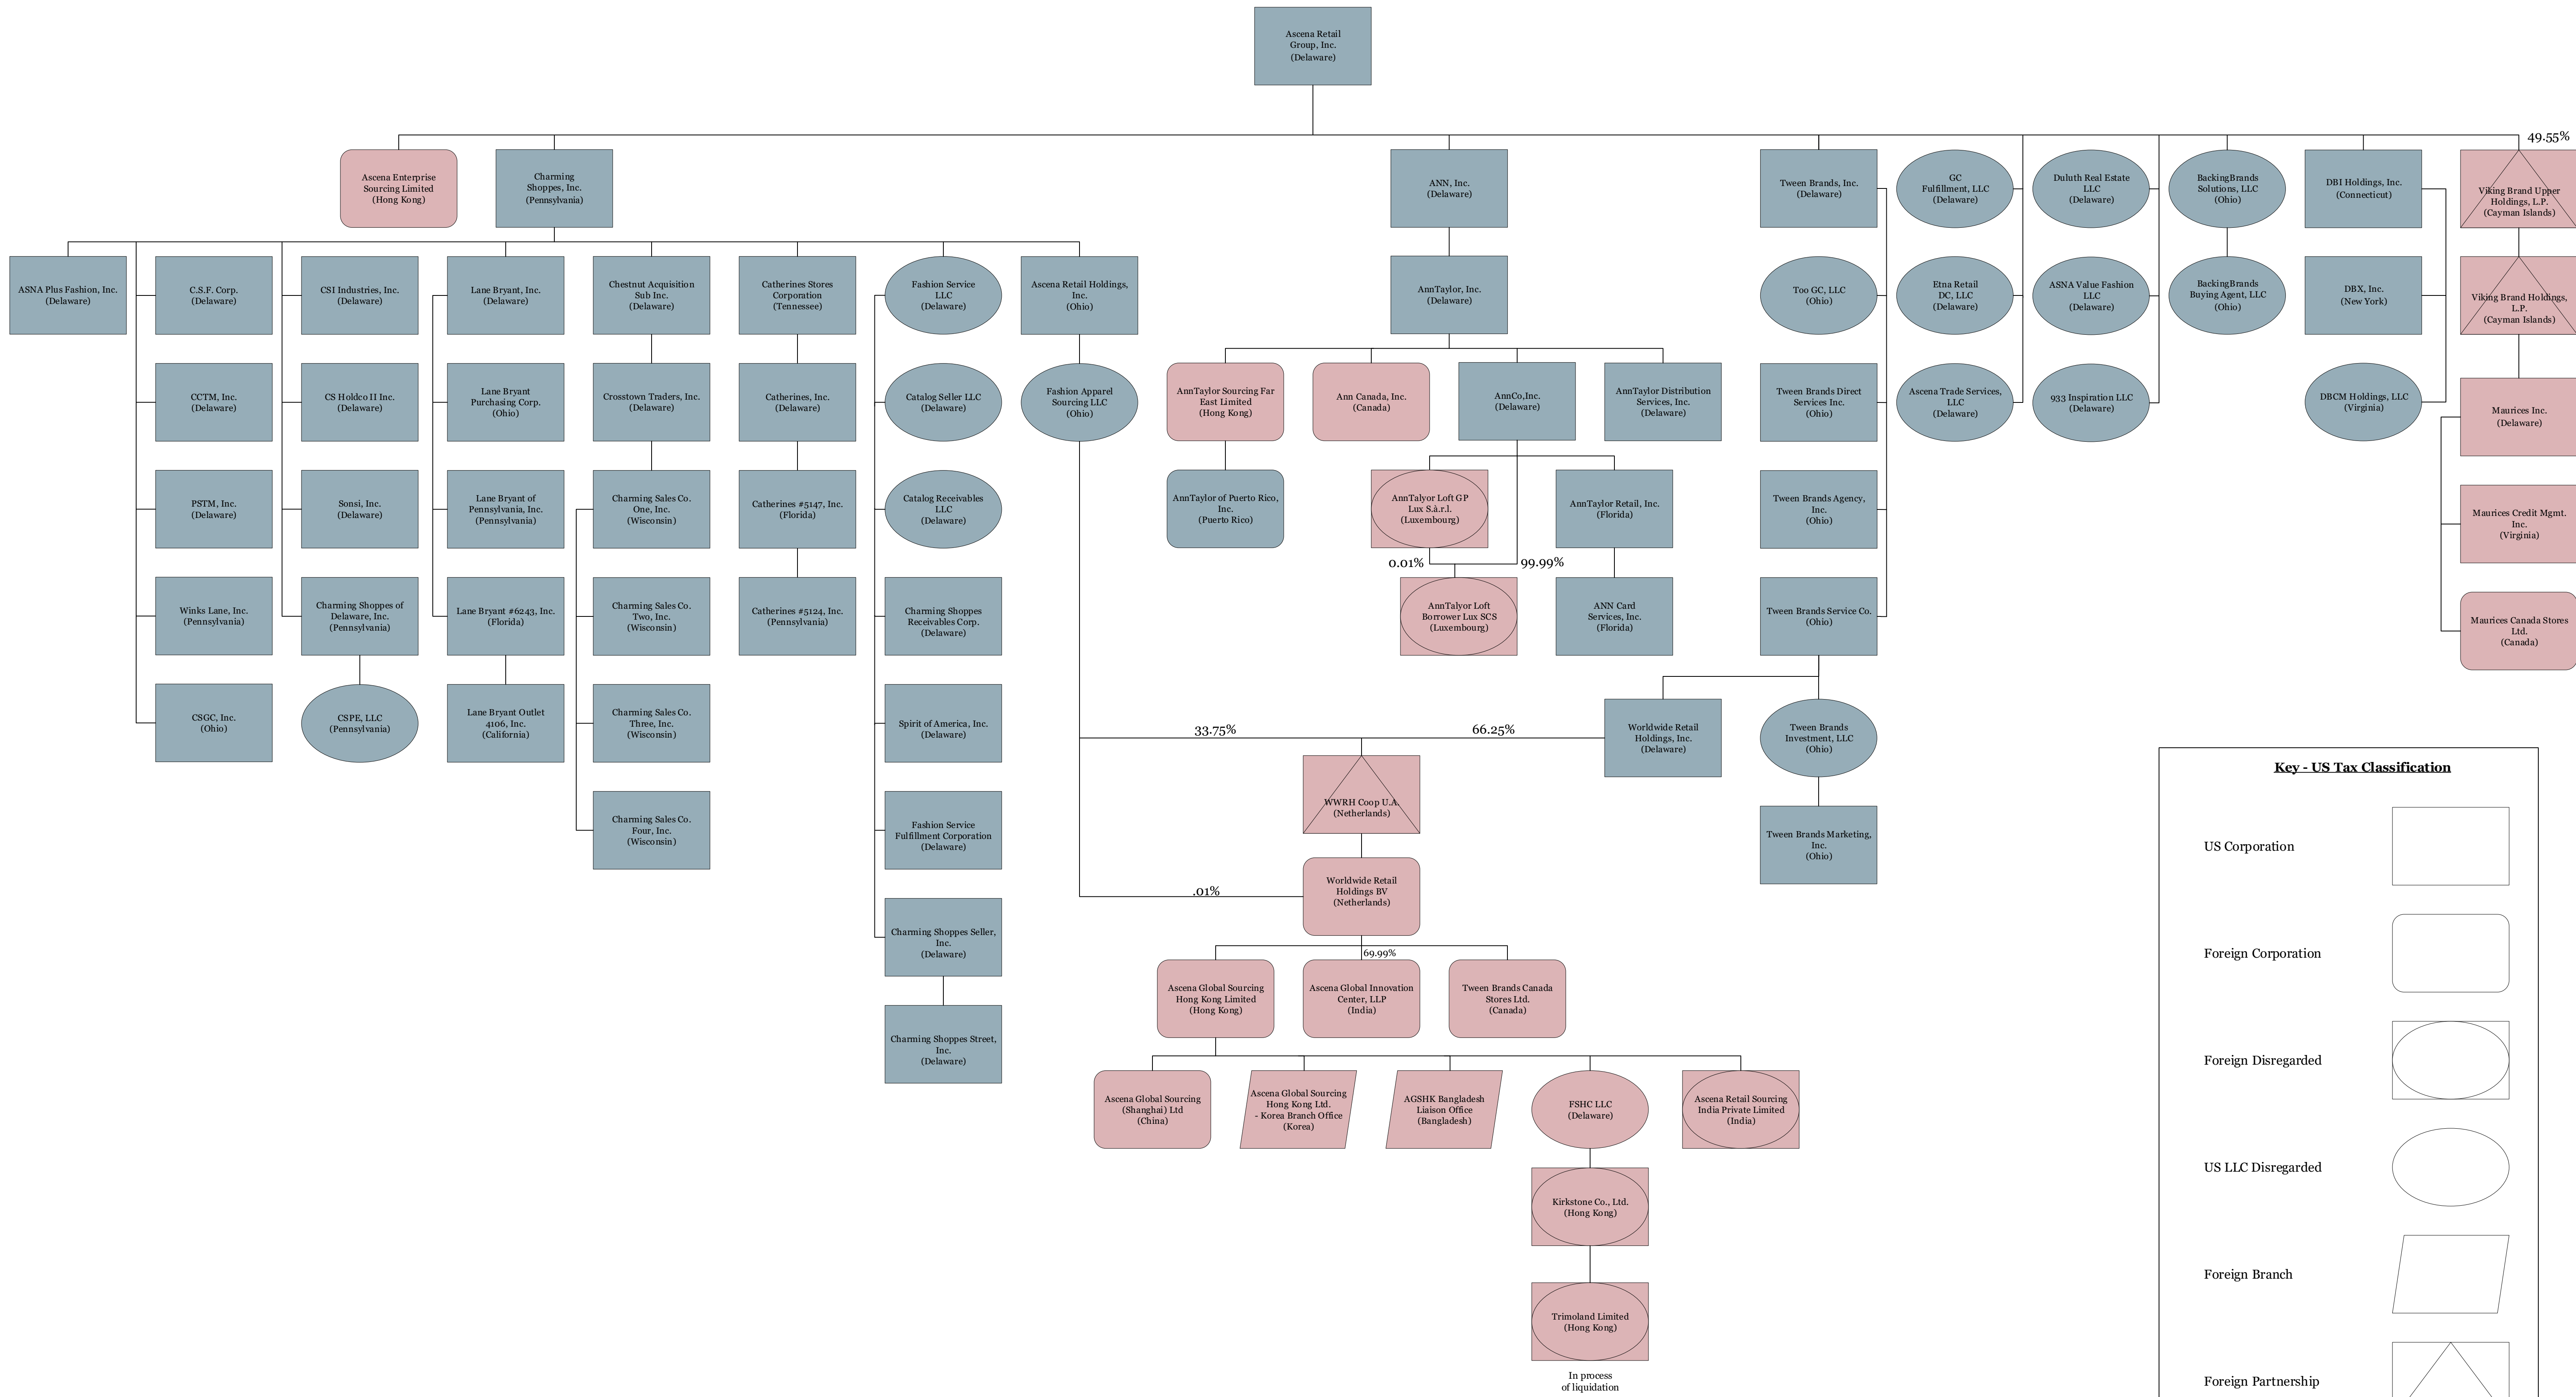 Ascena Retail
Group, Inc.
(Delaware)
49.55%
Ascena Enterprise
Sourcing Limited
(Hong Kong)
Charming
Shoppes, Inc.
(Pennsylvania)
ANN, Inc.
(Delaware)
Tween Brands, Inc.
(Delaware)
GC
Fulfillment, LLC
(Delaware)
Duluth Real Estate
LLC
(Delaware)
BackingBrands
Solutions, LLC
(Ohio)
DBI Holdings, Inc.
(Connecticut)
Viking Brand Upper
Holdings, L.P.
(Cayman Islands)
ASNA Plus Fashion, Inc.
(Delaware)
C.S.F. Corp.
(Delaware)
CSI Industries, Inc.
(Delaware)
Lane Bryant, Inc.
(Delaware)
Chestnut Acquisition
Sub Inc.
(Delaware)
Catherines Stores
Corporation
(Tennessee)
Fashion Service
LLC
(Delaware)
Ascena Retail Holdings,
Inc.
(Ohio)
AnnTaylor, Inc.
(Delaware)
Too GC, LLC
(Ohio)
Etna Retail
DC, LLC
(Delaware)
ASNA Value Fashion
LLC
(Delaware)
BackingBrands
Buying Agent, LLC
(Ohio)
DBX, Inc.
(New York)
Viking Brand Holdings,
L.P.
(Cayman Islands)
CCTM, Inc.
(Delaware)
CS Holdco II Inc.
(Delaware)
Lane Bryant
Purchasing Corp.
(Ohio)
Crosstown Traders, Inc.
(Delaware)
Catherines, Inc.
(Delaware)
Catalog Seller LLC
(Delaware)
Fashion Apparel
Sourcing LLC
(Ohio)
AnnTaylor Sourcing Far
East Limited
(Hong Kong)
Ann Canada, Inc.
(Canada)
AnnCo,Inc.
(Delaware)
AnnTaylor Distribution
Services, Inc.
(Delaware)
Tween Brands Direct
Services Inc.
(Ohio)
Ascena Trade Services,
LLC
(Delaware)
933 Inspiration LLC
(Delaware)
DBCM Holdings, LLC
(Virginia)
Maurices Inc.
(Delaware)
PSTM, Inc.
(Delaware)
Sonsi, Inc.
(Delaware)
Lane Bryant of
Pennsylvania, Inc.
(Pennsylvania)
Charming Sales Co.
One, Inc.
(Wisconsin)
Catherines #5147, Inc.
(Florida)
Catalog Receivables
LLC
(Delaware)
AnnTaylor of Puerto Rico,
Inc.
(Puerto Rico)
AnnTalyor Loft GP
Lux S.à.r.l.
(Luxembourg)
AnnTaylor Retail, Inc.
(Florida)
Tween Brands Agency,
Inc.
(Ohio)
Maurices Credit Mgmt.
Inc.
(Virginia)
0.01%
99.99%
Winks Lane, Inc.
(Pennsylvania)
Charming Shoppes of
Delaware, Inc.
(Pennsylvania)
Lane Bryant #6243, Inc.
(Florida)
Charming Sales Co.
Two, Inc.
(Wisconsin)
Catherines #5124, Inc.
(Pennsylvania)
Charming Shoppes
Receivables Corp.
(Delaware)
AnnTalyor Loft
Borrower Lux SCS
(Luxembourg)
ANN Card
Services, Inc.
(Florida)
Tween Brands Service Co.
(Ohio)
Maurices Canada Stores
Ltd.
(Canada)
CSGC, Inc.
(Ohio)
CSPE, LLC
(Pennsylvania)
Lane Bryant Outlet
4106, Inc.
(California)
Charming Sales Co.
Three, Inc.
(Wisconsin)
Spirit of America, Inc.
(Delaware)
33.75%
66.25%
Worldwide Retail
Holdings, Inc.
(Delaware)
Tween Brands
Investment, LLC
(Ohio)
Charming Sales Co.
Four, Inc.
(Wisconsin)
Fashion Service
Fulfillment Corporation
(Delaware)
WWRH Coop U.A.
(Netherlands)
Tween Brands Marketing,
Inc.
(Ohio)
Worldwide Retail
Holdings BV
(Netherlands)
.01%
Charming Shoppes Seller,
Inc.
(Delaware)
69.99%
Ascena Global Sourcing
Hong Kong Limited
(Hong Kong)
Ascena Global Innovation
Center, LLP
(India)
Tween Brands Canada
Stores Ltd.
(Canada)
Charming Shoppes Street,
Inc.
(Delaware)
Ascena Global Sourcing
(Shanghai) Ltd
(China)
Ascena Global Sourcing
Hong Kong Ltd.
- Korea Branch Office
(Korea)
AGSHK Bangladesh
Liaison Office
(Bangladesh)
FSHC LLC
(Delaware)
Ascena Retail Sourcing
India Private Limited
(India)
Kirkstone Co., Ltd.
(Hong Kong)
Trimoland Limited
(Hong Kong)
In process
of liquidation
Key - US Tax Classification
US Corporation
Foreign Corporation
Foreign Disregarded
US LLC Disregarded
Foreign Branch
Foreign Partnership